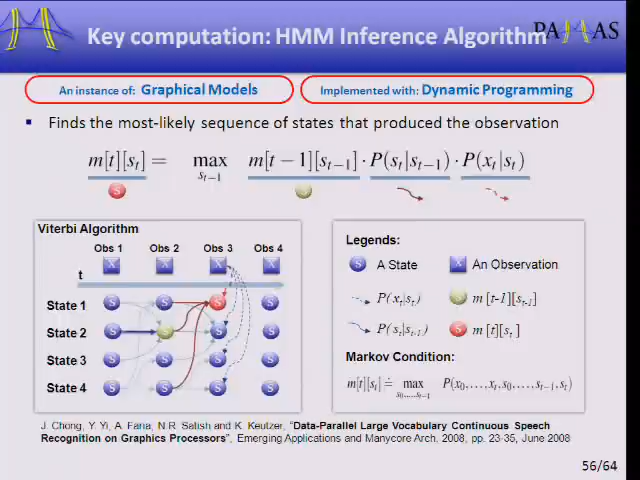 Key computation: HMM Inference Algorithm
PA AS
An instance of: Graphical Models
Implemented with: Dynamic Programming
Finds the most-likely sequence of states that produced the observation
m[t][s_t] = max_{s_{t-1}} m[t−1][s_{t−1}] · P(s_t|s_{t−1}) · P(x_t|s_t)
S S
Viterbi Algorithm
Obs 1 Obs 2 Obs 3 Obs 4
X X X X
t
State 1 S S S S
State 2 S S S S
State 3 S S S S
State 4 S S S S
Legends:
S A State X An Observation
P(x_t|s_t) S m [t-1][s_{t-1}]
P(s_t|s_{t-1}) S m [t][s_t]
Markov Condition:
m[t][s_t] ≐ max_{s_0,...,s_{t−1}} P(x_0,...,x_t,s_0,...,s_{t−1},s_t)
J. Chong, Y. Yi, A. Faria, N.R. Satish and K. Keutzer, “Data-Parallel Large Vocabulary Continuous Speech
Recognition on Graphics Processors”, Emerging Applications and Manycore Arch. 2008, pp. 23-35, June 2008
56/64